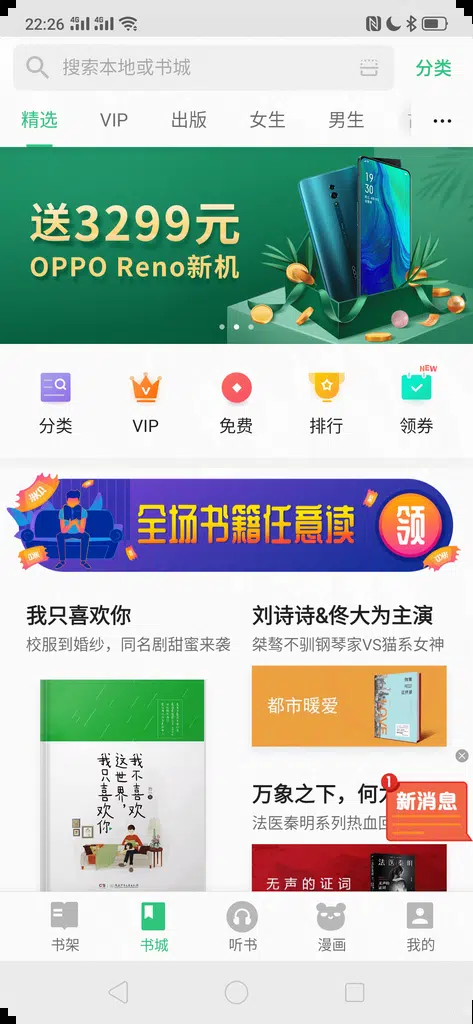 22:26
搜索本地或书城
分类
精选
VIP
出版
女生
男生
送3299元
OPPO Reno新机
19
30
分类
VIP
免费
排行
NEW
领券
全场书籍任意读
领
我只喜欢你
校服到婚纱，同名剧甜蜜来袭
刘诗诗&佟大为主演
桀骜不驯钢琴家VS猫系女神
我不喜欢
这世界，
我只喜欢你
都市暖爱
万象之下，何
法医秦明系列热血回
1
新消息
无声的证词
法医秦明
书架
书城
听书
漫画
我的